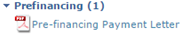 Prefinancing (1)
Pre-financing Payment Letter